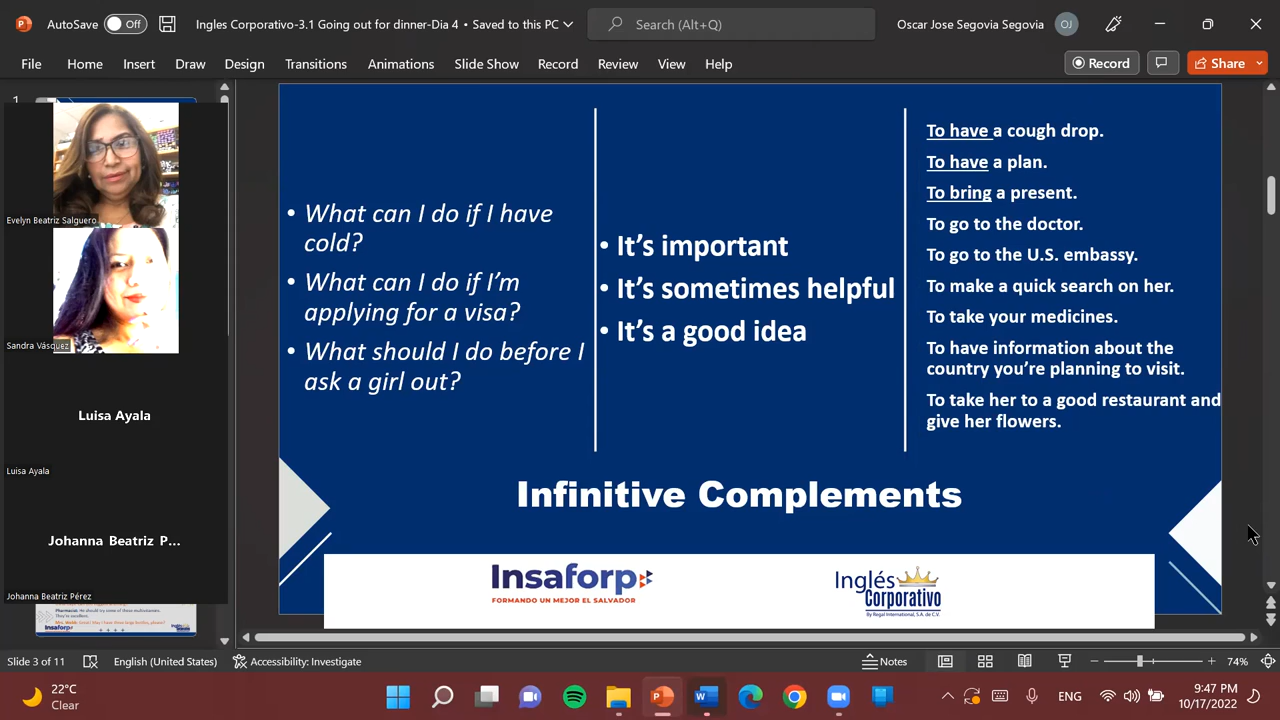 AutoSave Off Ingles Corporativo-3.1 Going out for dinner-Dia 4 • Saved to this PC Search (Alt+Q) Oscar Jose Segovia Segovia OJ
File Home Insert Draw Design Transitions Animations Slide Show Record Review View Help Record Share
1
Evelyn Beatriz Salguero
Sandra Vásquez
Luisa Ayala
Luisa Ayala
Johanna Beatriz P...
Johanna Beatriz Pérez
• What can I do if I have
cold?
• What can I do if I'm
applying for a visa?
• What should I do before I
ask a girl out?
• It's important
• It's sometimes helpful
• It's a good idea
To have a cough drop.
To have a plan.
To bring a present.
To go to the doctor.
To go to the U.S. embassy.
To make a quick search on her.
To take your medicines.
To have information about the
country you're planning to visit.
To take her to a good restaurant and
give her flowers.
Infinitive Complements
Insaforp
FORMANDO UN MEJOR EL SALVADOR
Inglés
Corporativo
By Regal International, S.A. de C.V.
Insaforp
Slide 3 of 11 English (United States) Accessibility: Investigate Notes 74%
22°C
Clear
ENG
9:47 PM
10/17/2022